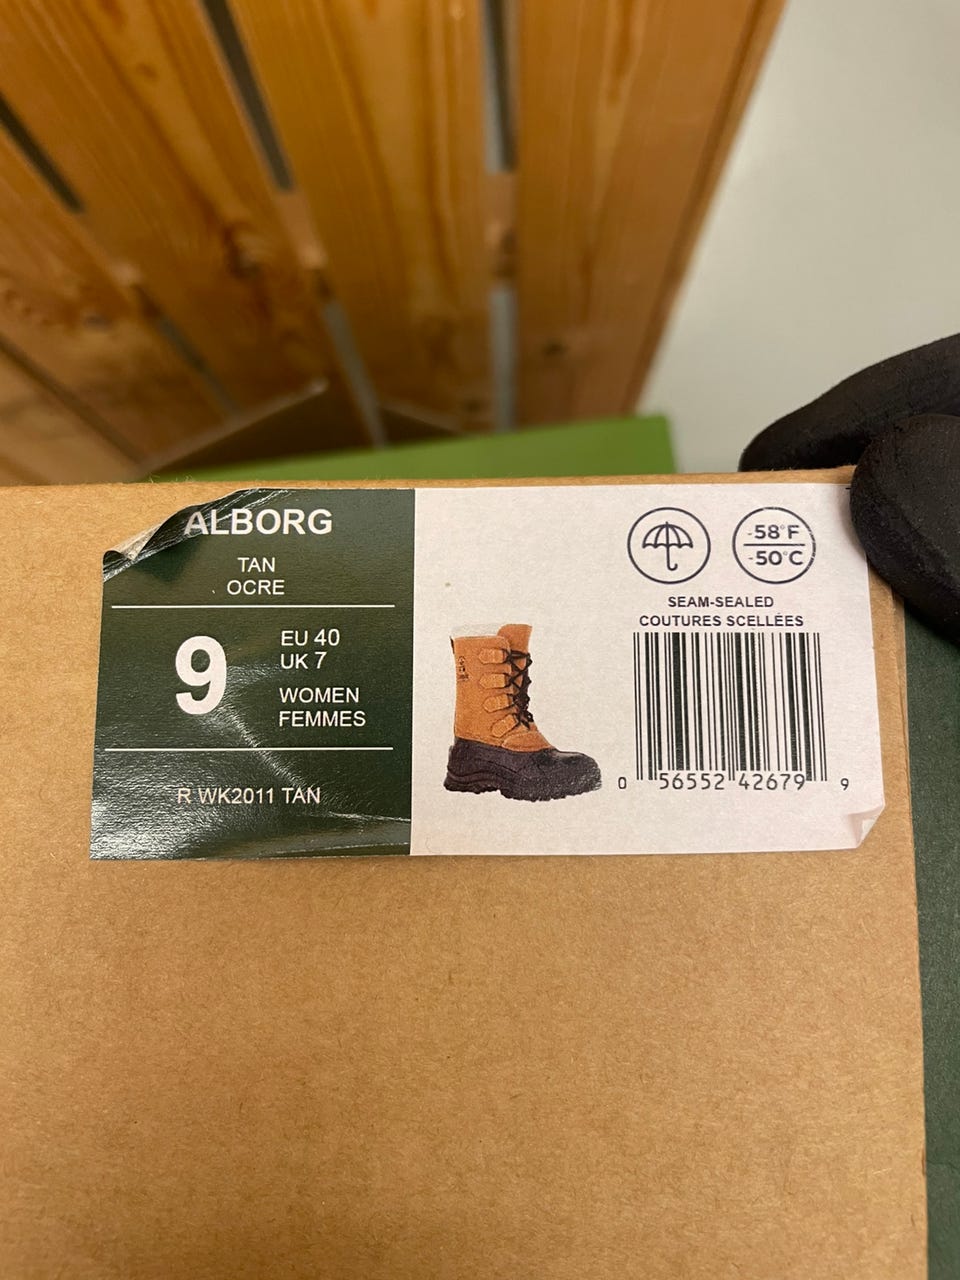 ALBORG
TAN
OCRE
9
EU 40
UK 7
WOMEN
FEMMES
R WK2011 TAN
-58°F
-50°C
SEAM-SEALED
COUTURES SCELLÉES
0 56552 42679 9